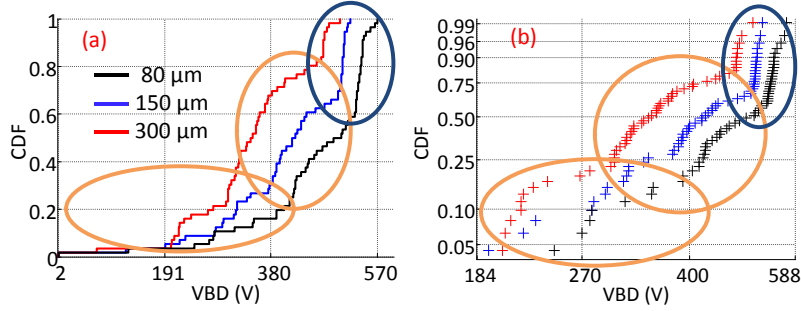 (a)
80 µm
150 µm
300 µm
CDF
1
0.8
0.6
0.4
0.2
0
2 191 380 570
VBD (V)
(b)
CDF
0.99
0.96
0.90
0.75
0.50
0.25
0.10
0.05
184 270 400 588
VBD (V)